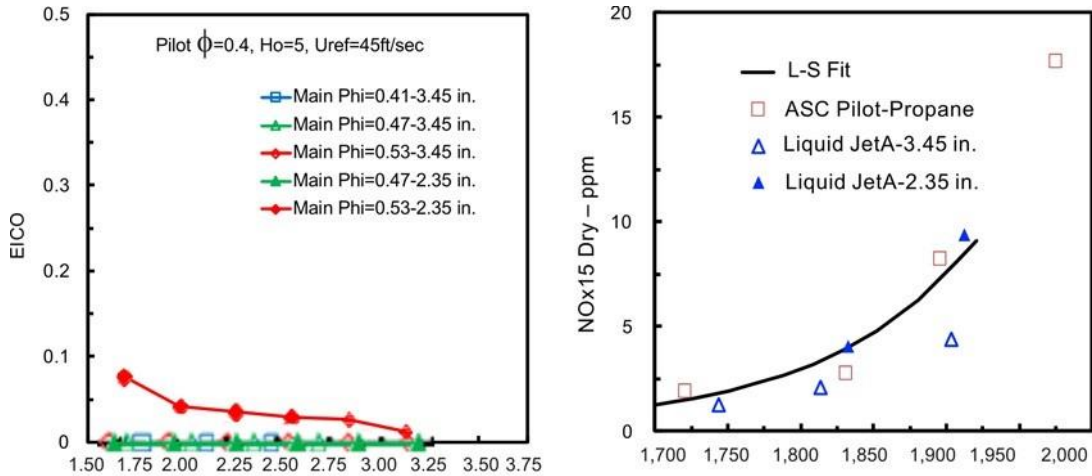 0.5
0.4
0.3
0.2
0.1
0
EICO
Pilot ϕ=0.4, Ho=5, Uref=45ft/sec
Main Phi=0.41-3.45 in.
Main Phi=0.47-3.45 in.
Main Phi=0.53-3.45 in.
Main Phi=0.47-2.35 in.
Main Phi=0.53-2.35 in.
1.50 1.75 2.00 2.25 2.50 2.75 3.00 3.25 3.50 3.75
20
15
10
5
0
NOx15 Dry – ppm
L-S Fit
ASC Pilot-Propane
Liquid JetA-3.45 in.
Liquid JetA-2.35 in.
1,700 1,750 1,800 1,850 1,900 1,950 2,000